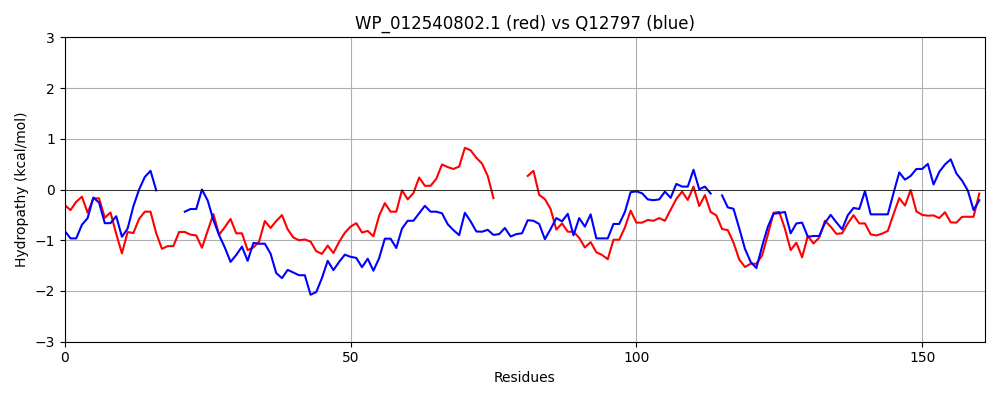 WP_012540802.1 (red) vs Q12797 (blue)
3
2
1
0
−1
−2
−3
Hydropathy (kcal/mol)
0 50 100 150
Residues